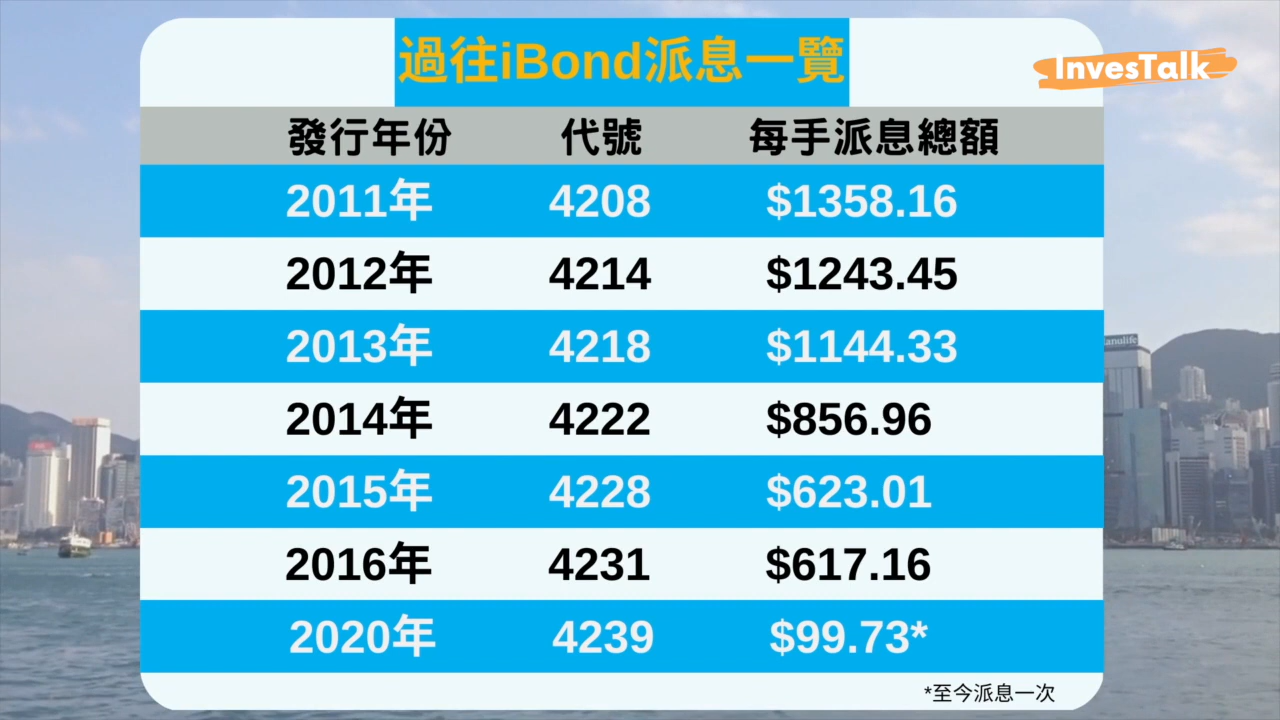 過往iBond派息一覽
InvesTalk
發行年份 代號 每手派息總額
2011年 4208 $1358.16
2012年 4214 $1243.45
2013年 4218 $1144.33
anulife
2014年 4222 $856.96
2015年 4228 $623.01
2016年 4231 $617.16
2020年 4239 $99.73*
*至今派息一次